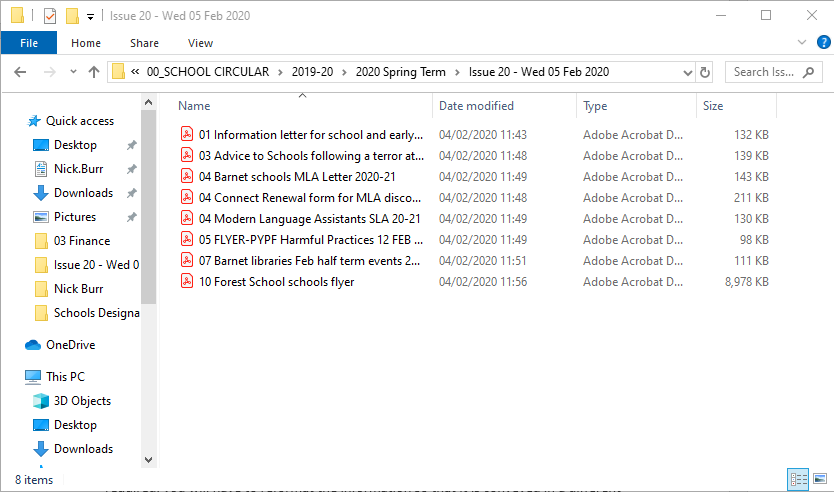 Issue 20 - Wed 05 Feb 2020
File Home Share View
« 00_SCHOOL CIRCULAR > 2019-20 > 2020 Spring Term > Issue 20 - Wed 05 Feb 2020 Search Iss...
Name Date modified Type Size
Quick access
Desktop
Nick.Burr
Downloads
Pictures
03 Finance
Issue 20 - Wed 0
Nick Burr
Schools Designa
OneDrive
This PC
3D Objects
Desktop
Downloads
01 Information letter for school and early... 04/02/2020 11:43 Adobe Acrobat D... 132 KB
03 Advice to Schools following a terror at... 04/02/2020 11:48 Adobe Acrobat D... 139 KB
04 Barnet schools MLA Letter 2020-21 04/02/2020 11:49 Adobe Acrobat D... 143 KB
04 Connect Renewal form for MLA disco... 04/02/2020 11:48 Adobe Acrobat D... 211 KB
04 Modern Language Assistants SLA 20-21 04/02/2020 11:49 Adobe Acrobat D... 130 KB
05 FLYER-PYPF Harmful Practices 12 FEB ... 04/02/2020 11:49 Adobe Acrobat D... 98 KB
07 Barnet libraries Feb half term events 2... 04/02/2020 11:51 Adobe Acrobat D... 111 KB
10 Forest School schools flyer 04/02/2020 11:56 Adobe Acrobat D... 8,978 KB
8 items